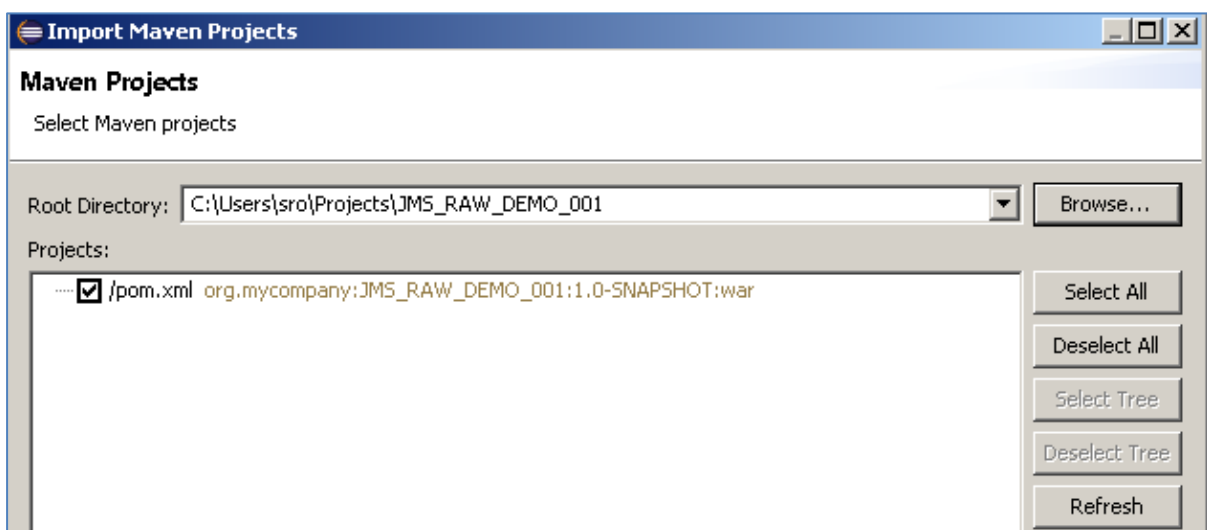 Import Maven Projects
Maven Projects
Select Maven projects
Root Directory: C:\Users\sro\Projects\JMS_RAW_DEMO_001 Browse...
Projects:
/pom.xml org.mycompany:JMS_RAW_DEMO_001:1.0-SNAPSHOT:war
Select All
Deselect All
Select Tree
Deselect Tree
Refresh